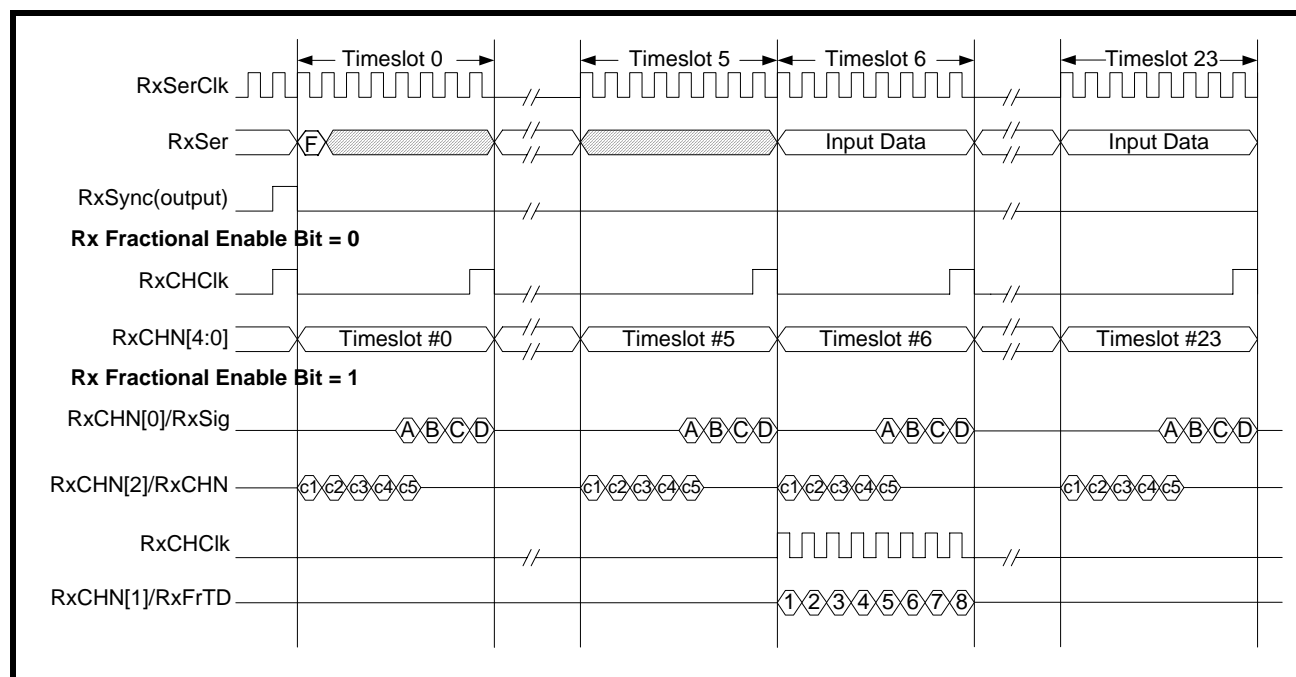 Timeslot 0 Timeslot 5 Timeslot 6 Timeslot 23
RxSerClk
RxSer F Input Data Input Data
RxSync(output)
Rx Fractional Enable Bit = 0
RxCHClk
RxCHN[4:0] Timeslot #0 Timeslot #5 Timeslot #6 Timeslot #23
Rx Fractional Enable Bit = 1
RxCHN[0]/RxSig A B C D A B C D A B C D A B C D
RxCHN[2]/RxCHN c1 c2 c3 c4 c5 c1 c2 c3 c4 c5 c1 c2 c3 c4 c5 c1 c2 c3 c4 c5
RxCHClk
RxCHN[1]/RxFrTD 1 2 3 4 5 6 7 8